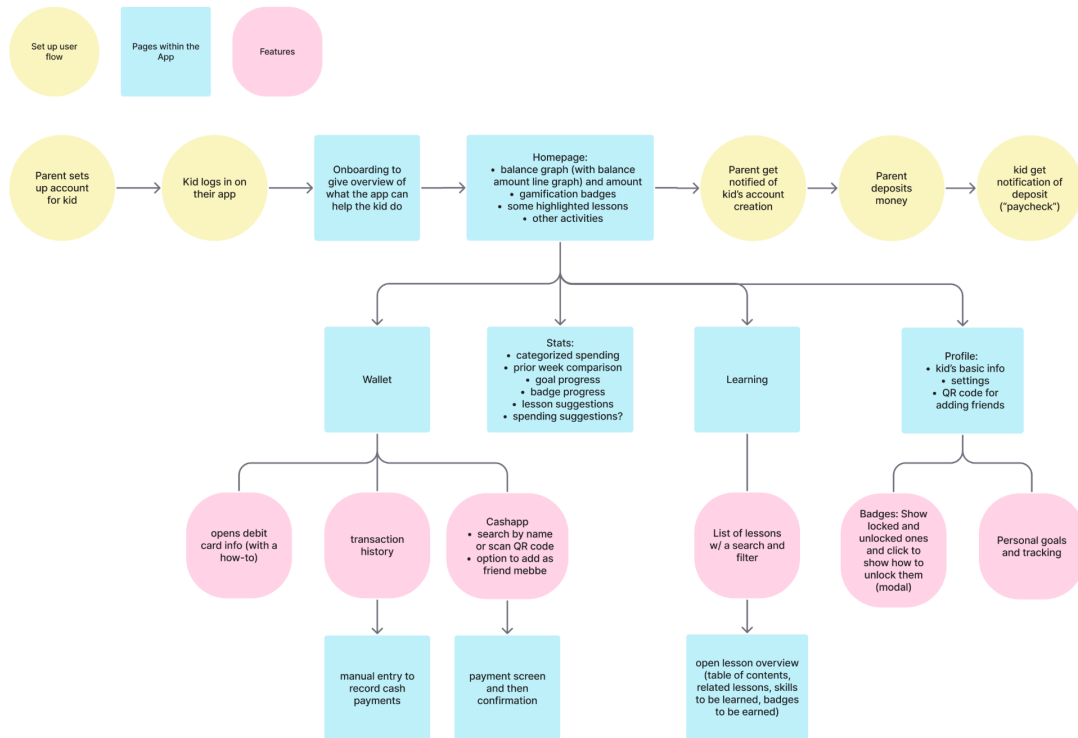 Set up user
flow
Pages within the
App
Features
Parent sets
up account
for kid
Kid logs in on
their app
Onboarding to
give overview of
what the app can
help the kid do
Homepage:
• balance graph (with balance
amount line graph) and amount
• gamification badges
• some highlighted lessons
• other activities
Parent get
notified of
kid's account
creation
Parent
deposits
money
kid get
notification of
deposit
("paycheck")
Wallet
Stats:
• categorized spending
• prior week comparison
• goal progress
• badge progress
• lesson suggestions
• spending suggestions?
Learning
Profile:
• kid's basic info
• settings
• QR code for
adding friends
opens debit
card info (with a
how-to)
transaction
history
Cashapp
• search by name
or scan QR code
• option to add as
friend mebbe
List of lessons
w/ a search and
filter
Badges: Show
locked and
unlocked ones
and click to
show how to
unlock them
(modal)
Personal goals
and tracking
manual entry to
record cash
payments
payment screen
and then
confirmation
open lesson overview
(table of contents,
related lessons, skills
to be learned, badges
to be earned)